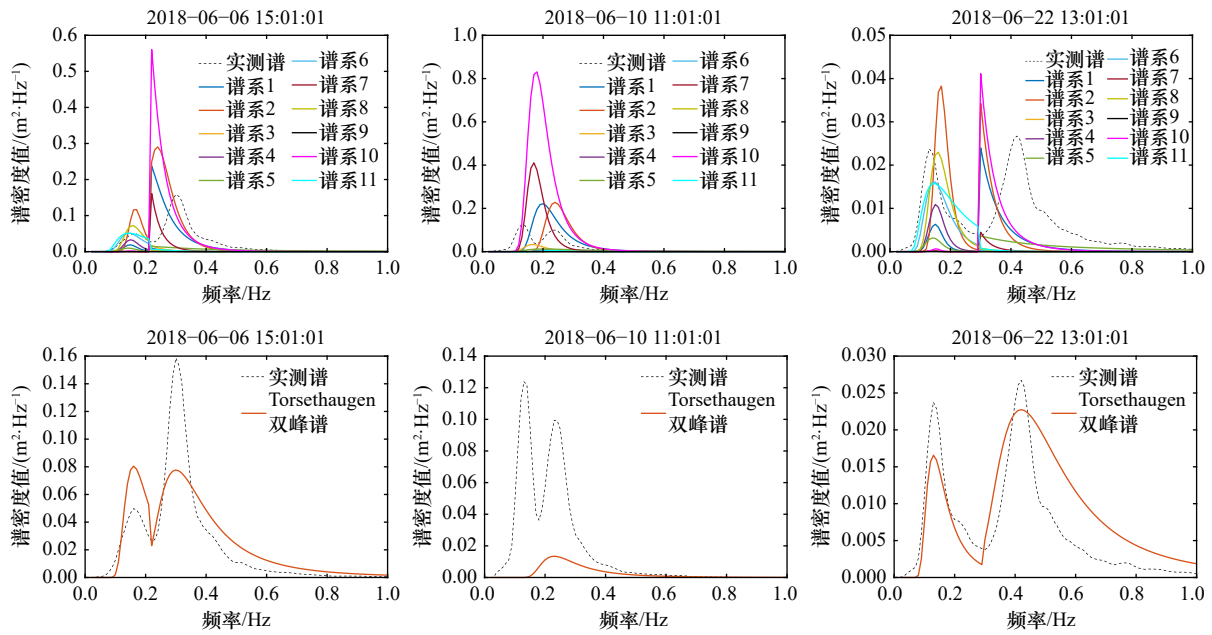 2018−06−06 15:01:01
谱密度值/(m²·Hz⁻¹)
0.6
0.5
0.4
0.3
0.2
0.1
0.0
实测谱 谱系6
谱系1 谱系7
谱系2 谱系8
谱系3 谱系9
谱系4 谱系10
谱系5 谱系11
0.0 0.2 0.4 0.6 0.8 1.0
频率/Hz
2018−06−10 11:01:01
谱密度值/(m²·Hz⁻¹)
1.0
0.8
0.6
0.4
0.2
0.0
实测谱 谱系6
谱系1 谱系7
谱系2 谱系8
谱系3 谱系9
谱系4 谱系10
谱系5 谱系11
0.0 0.2 0.4 0.6 0.8 1.0
频率/Hz
2018−06−22 13:01:01
谱密度值/(m²·Hz⁻¹)
0.05
0.04
0.03
0.02
0.01
0.00
实测谱 谱系6
谱系1 谱系7
谱系2 谱系8
谱系3 谱系9
谱系4 谱系10
谱系5 谱系11
0.0 0.2 0.4 0.6 0.8 1.0
频率/Hz
2018−06−06 15:01:01
谱密度值/(m²·Hz⁻¹)
0.16
0.14
0.12
0.10
0.08
0.06
0.04
0.02
0.00
实测谱
Torsethaugen
双峰谱
0.0 0.2 0.4 0.6 0.8 1.0
频率/Hz
2018−06−10 11:01:01
谱密度值/(m²·Hz⁻¹)
0.14
0.12
0.10
0.08
0.06
0.04
0.02
0.00
实测谱
Torsethaugen
双峰谱
0.0 0.2 0.4 0.6 0.8 1.0
频率/Hz
2018−06−22 13:01:01
谱密度值/(m²·Hz⁻¹)
0.030
0.025
0.020
0.015
0.010
0.005
0.000
实测谱
Torsethaugen
双峰谱
0.0 0.2 0.4 0.6 0.8 1.0
频率/Hz